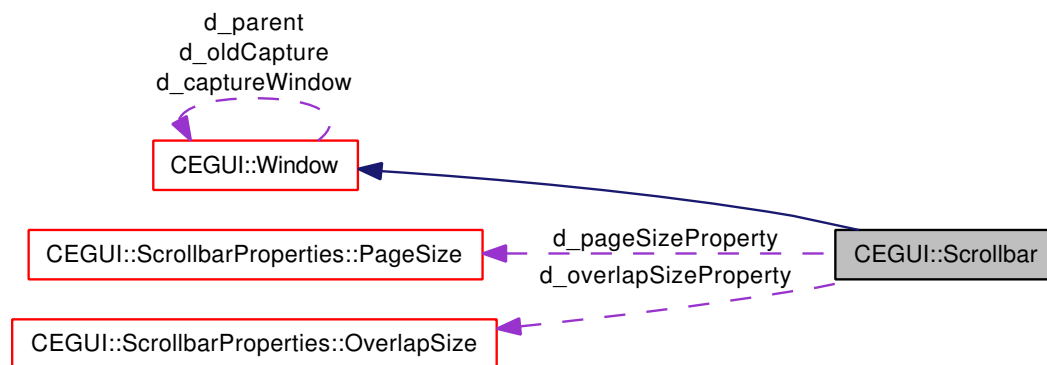 d_parent
d_oldCapture
d_captureWindow
CEGUI::Window
CEGUI::ScrollbarProperties::PageSize
d_pageSizeProperty
CEGUI::Scrollbar
d_overlapSizeProperty
CEGUI::ScrollbarProperties::OverlapSize